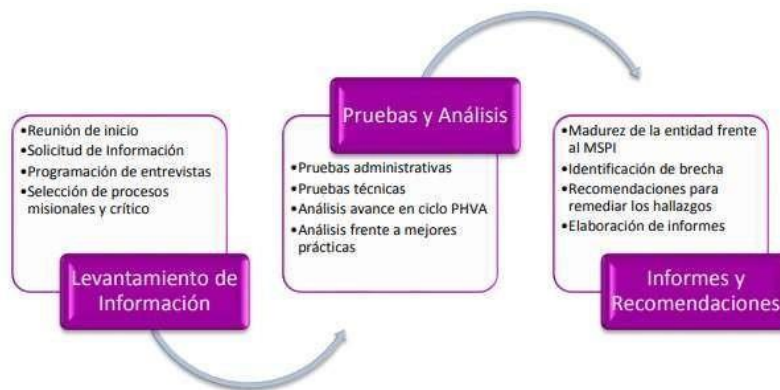 •Reunión de inicio
•Solicitud de Información
•Programación de entrevistas
•Selección de procesos
misionales y crítico
Levantamiento de
Información
Pruebas y Análisis
•Pruebas administrativas
•Pruebas técnicas
•Análisis avance en ciclo PHVA
•Análisis frente a mejores
prácticas
•Madurez de la entidad frente
al MSPI
•Identificación de brecha
•Recomendaciones para
remediar los hallazgos
•Elaboración de informes
Informes y
Recomendaciones